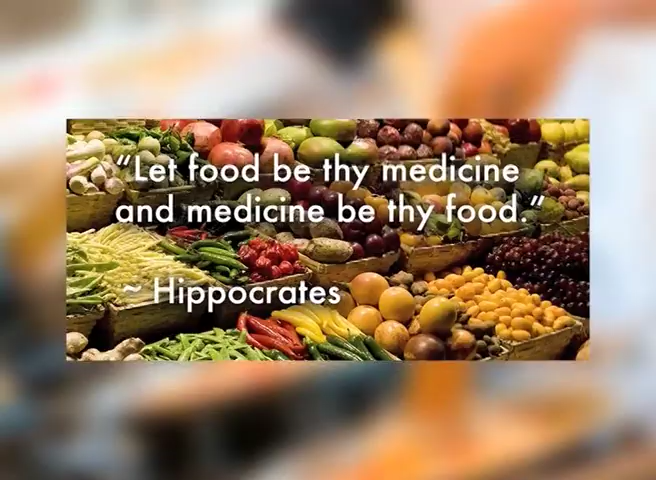 “Let food be thy medicine
and medicine be thy food.”
~ Hippocrates